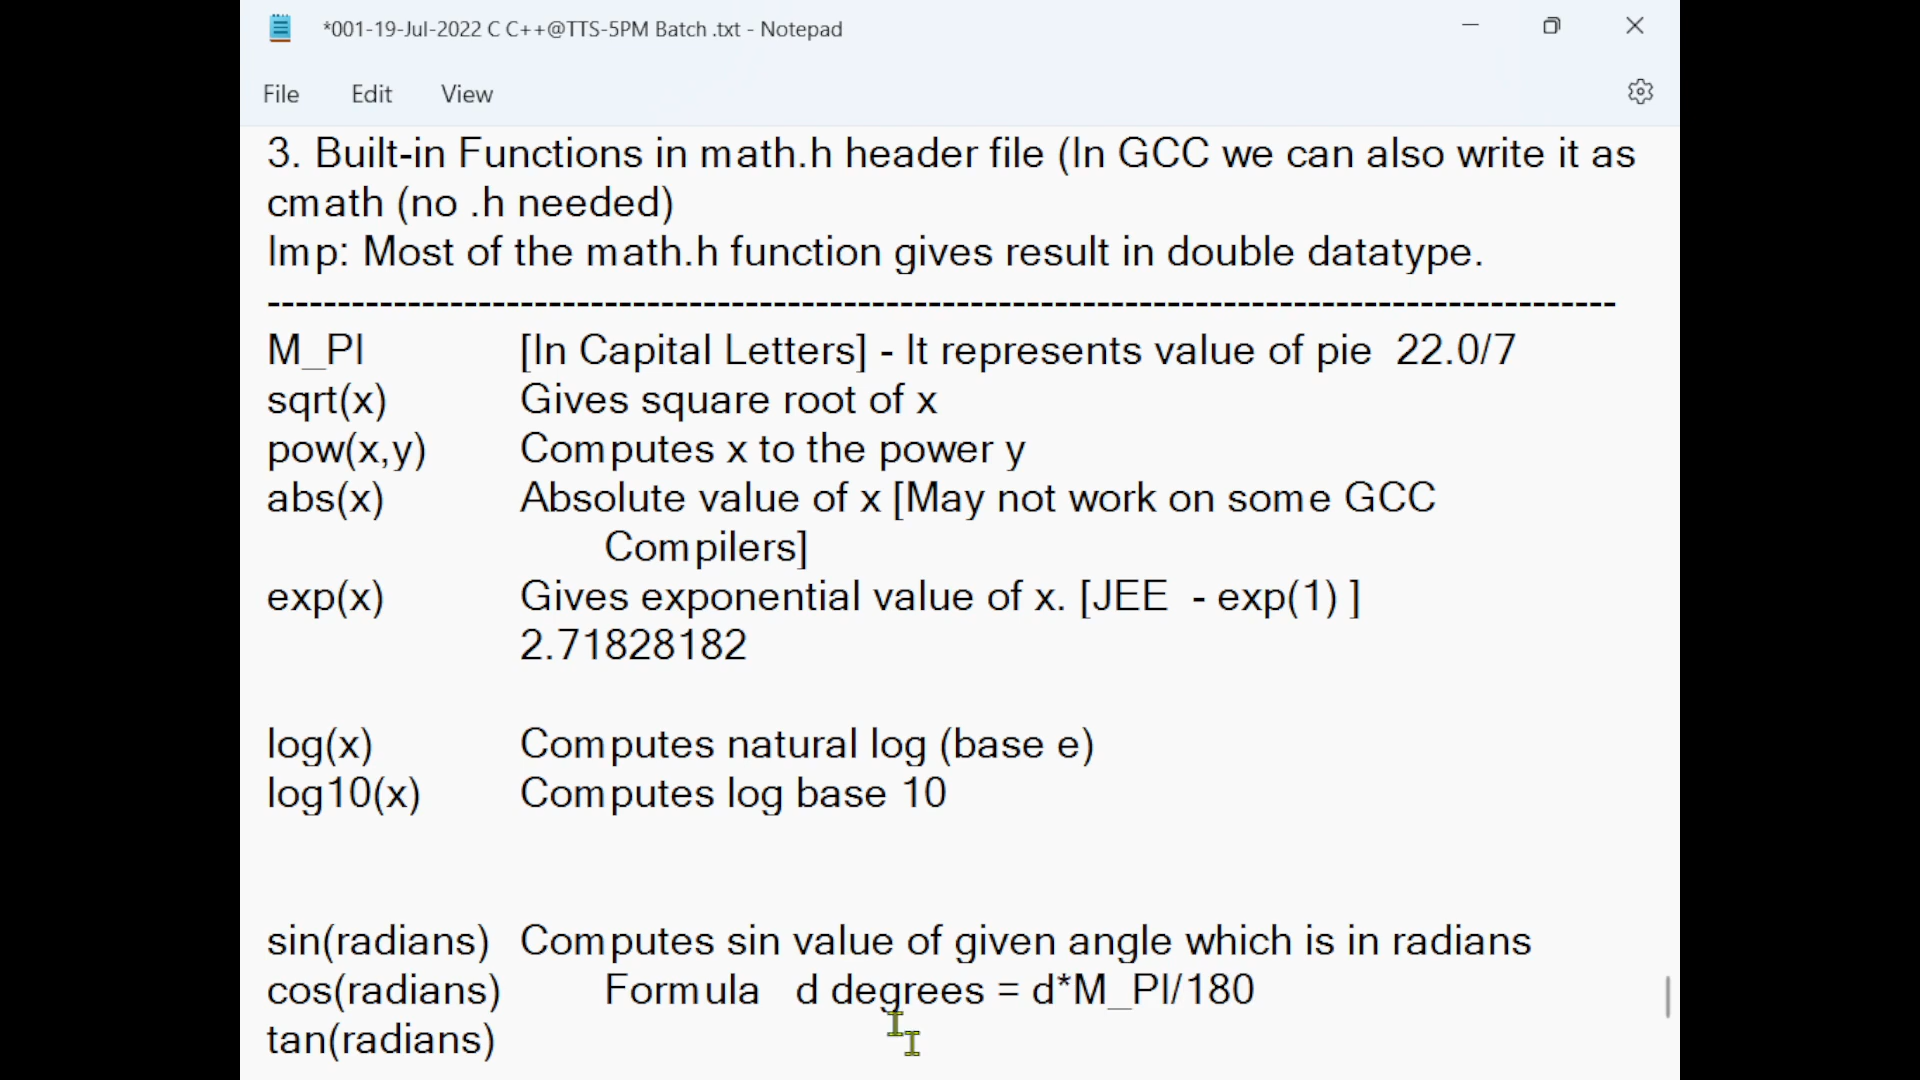 *001-19-Jul-2022 C C++@TTS-5PM Batch .txt - Notepad
File Edit View
3. Built-in Functions in math.h header file (In GCC we can also write it as
cmath (no .h needed)
Imp: Most of the math.h function gives result in double datatype.
------------------------------------------------------------------------------------------------
M_PI [In Capital Letters] - It represents value of pie 22.0/7
sqrt(x) Gives square root of x
pow(x,y) Computes x to the power y
abs(x) Absolute value of x [May not work on some GCC
Compilers]
exp(x) Gives exponential value of x. [JEE - exp(1) ]
2.71828182
log(x) Computes natural log (base e)
log10(x) Computes log base 10
sin(radians) Computes sin value of given angle which is in radians
cos(radians) Formula d degrees = d*M_PI/180
tan(radians)